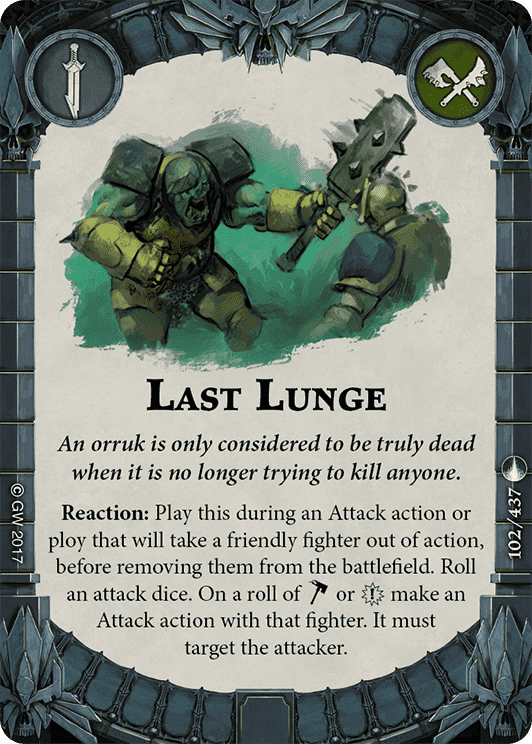 LAST LUNGE
An orruk is only considered to be truly dead
when it is no longer trying to kill anyone.
Reaction: Play this during an Attack action or
ploy that will take a friendly fighter out of action,
before removing them from the battlefield. Roll
an attack dice. On a roll of or make an
Attack action with that fighter. It must
target the attacker.
© GW 2017
102/437